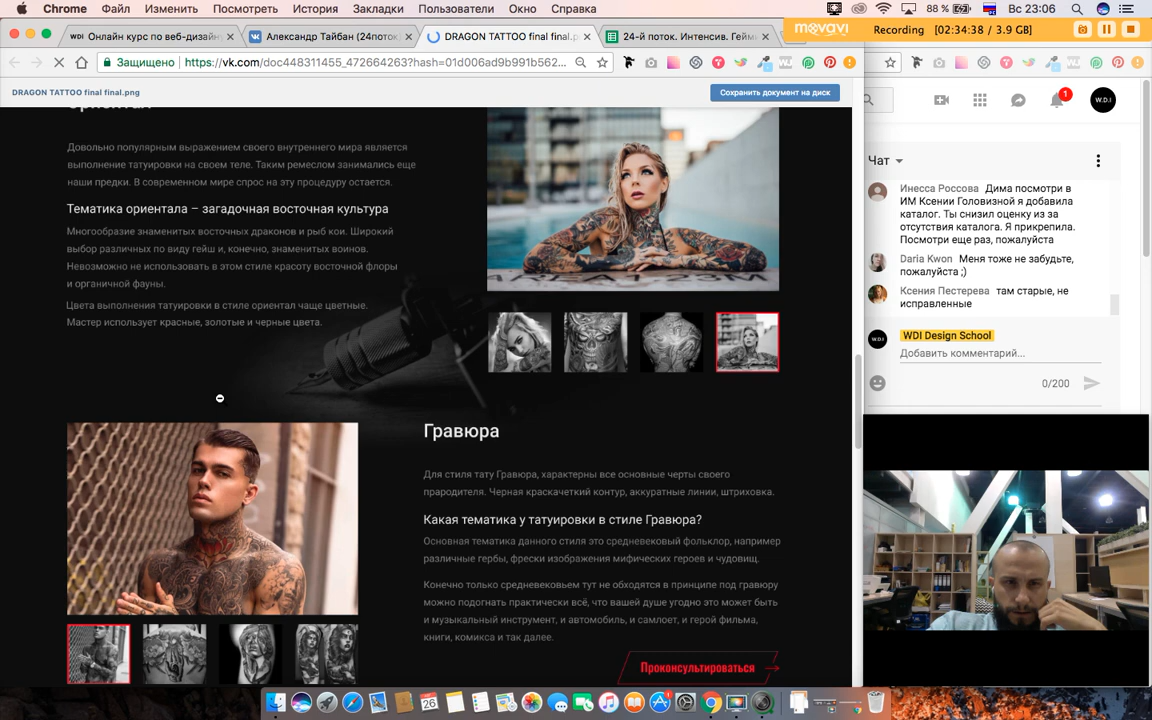 Chrome Файл Изменить Посмотреть История Закладки Пользователи Окно Справка
88 % Вс 23:06
movavi Recording [02:34:38 / 3.9 GB]
WDI Онлайн курс по веб-дизайн
Александр Тайбан (24поток)
DRAGON TATTOO final final.p
24-й поток. Интенсив. Гейм
Защищено https://vk.com/doc448311455_472664263?hash=01d006ad9b991b562...
DRAGON TATTOO final final.png
Сохранить документ на диск
Довольно популярным выражением своего внутреннего мира является
выполнение татуировки на своем теле. Таким ремеслом занимались еще
наши предки. В современном мире спрос на эту процедуру остается.
Тематика ориентала – загадочная восточная культура
Многообразие знаменитых восточных драконов и рыб кои. Широкий
выбор различных по виду гейш и, конечно, знаменитых воинов.
Невозможно не использовать в этом стиле красоту восточной флоры
и органичной фауны.
Цвета выполнения татуировки в стиле ориентал чаще цветные.
Мастер использует красные, золотые и черные цвета.
Гравюра
Для стиля тату Гравюра, характерны все основные черты своего
прародителя. Черная краскачеткий контур, аккуратные линии, штриховка.
Какая тематика у татуировки в стиле Гравюра?
Основная тематика данного стиля это средневековый фольклор, например
различные гербы, фрески изображения мифических героев и чудовищ.
Конечно только средневековьем тут не обходятся в принципе под гравюру
можно подогнать практически всё, что вашей душе угодно это может быть
и музыкальный инструмент, и автомобиль, и самлоет, и герой фильма,
книги, комикса и так далее.
Проконсультироваться
1
W.D.I
Чат
Инесса Россова Дима посмотри в
ИМ Ксении Головизной я добавила
каталог. Ты снизил оценку из за
отсутствия каталога. Я прикрепила.
Посмотри еще раз, пожалуйста
Daria Kwon Меня тоже не забудьте,
пожалуйста ;)
Ксения Пестерева там старые, не
исправленные
W.D.I
WDI Design School
Добавить комментарий...
0/200
26
1